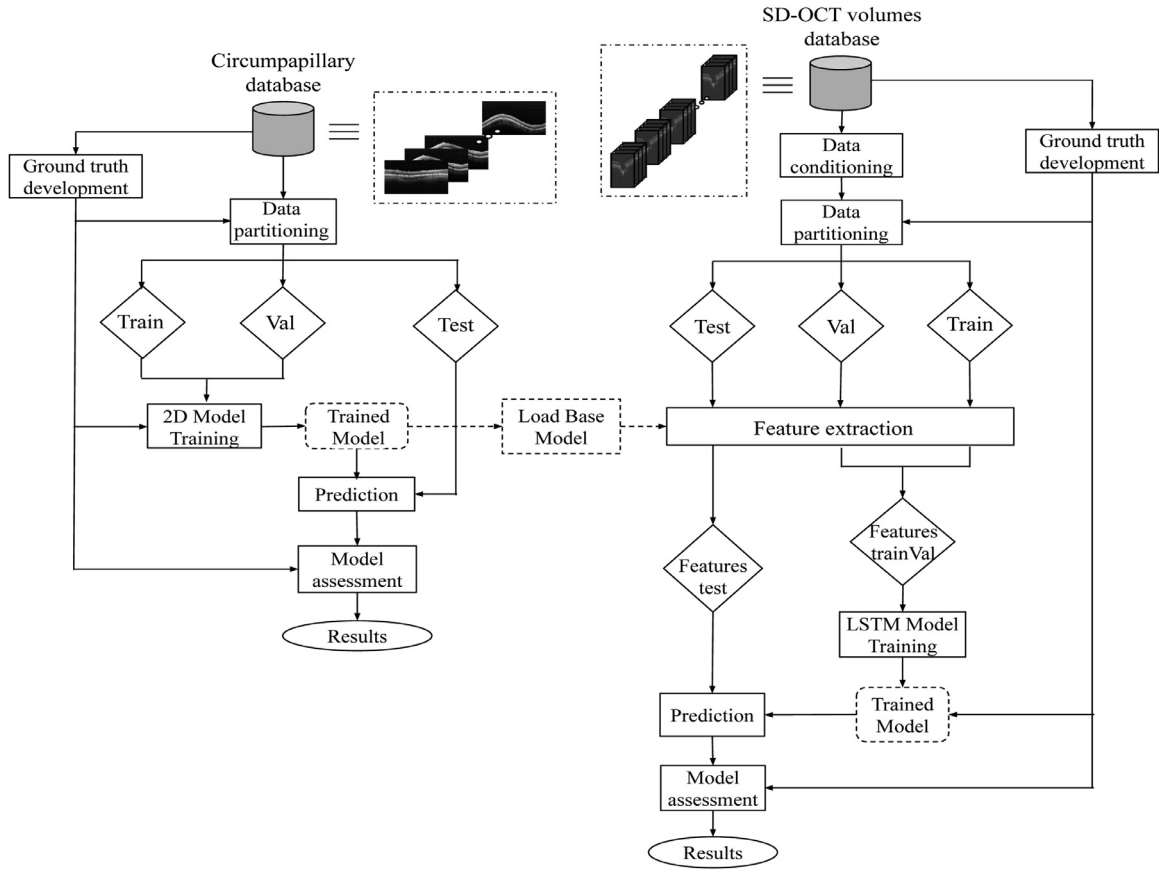 Circumpapillary
database
Ground truth
development
Data
partitioning
Train
Val
Test
2D Model
Training
Trained
Model
Load Base
Model
Prediction
Model
assessment
Results
SD-OCT volumes
database
Data
conditioning
Ground truth
development
Data
partitioning
Test
Val
Train
Feature extraction
Features
test
Features
trainVal
LSTM Model
Training
Trained
Model
Prediction
Model
assessment
Results